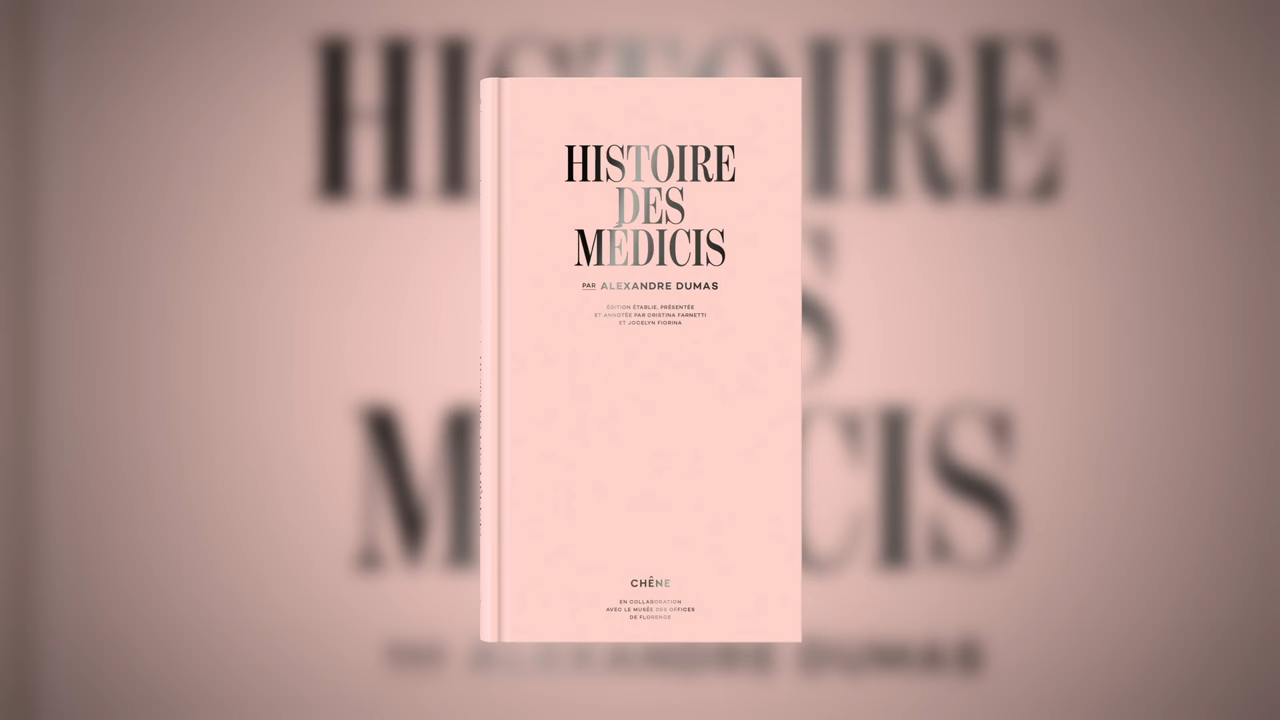 HISTOIRE
DES
MÉDICIS
PAR ALEXANDRE DUMAS
ÉDITION ÉTABLIE, PRÉSENTÉE
ET ANNOTÉE PAR CRISTINA FARNETTI
ET JOCELYN FIORINA
CHÊNE
EN COLLABORATION
AVEC LE MUSÉE DES OFFICES
DE FLORENCE